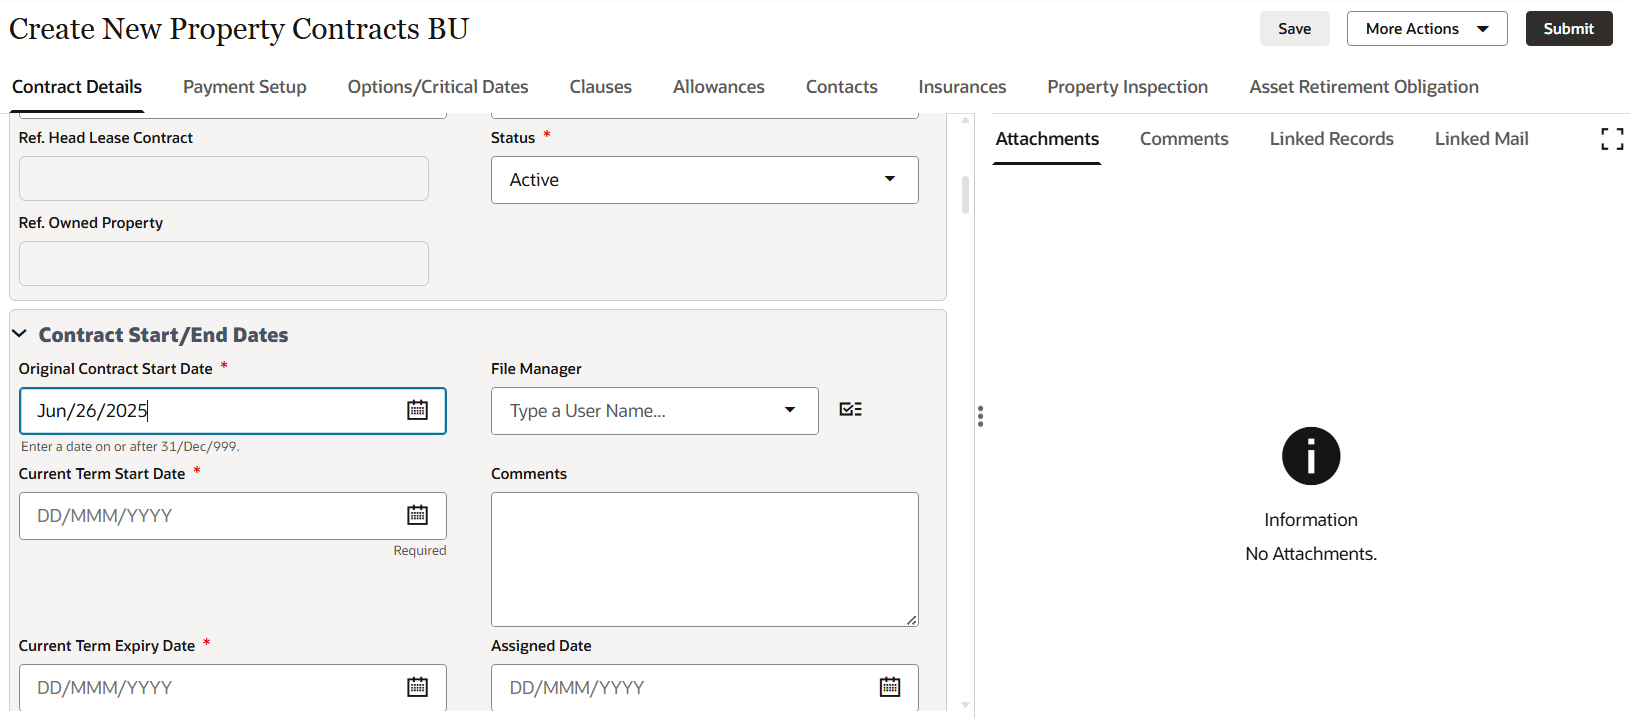 Create New Property Contracts BU
Save
More Actions
Submit
Contract Details
Payment Setup
Options/Critical Dates
Clauses
Allowances
Contacts
Insurances
Property Inspection
Asset Retirement Obligation
Ref. Head Lease Contract
Status *
Active
Ref. Owned Property
Contract Start/End Dates
Original Contract Start Date *
Jun/26/2025
Enter a date on or after 31/Dec/999.
File Manager
Type a User Name...
Current Term Start Date *
DD/MMM/YYYY
Required
Comments
Current Term Expiry Date *
DD/MMM/YYYY
Assigned Date
DD/MMM/YYYY
Attachments
Comments
Linked Records
Linked Mail
Information
No Attachments.